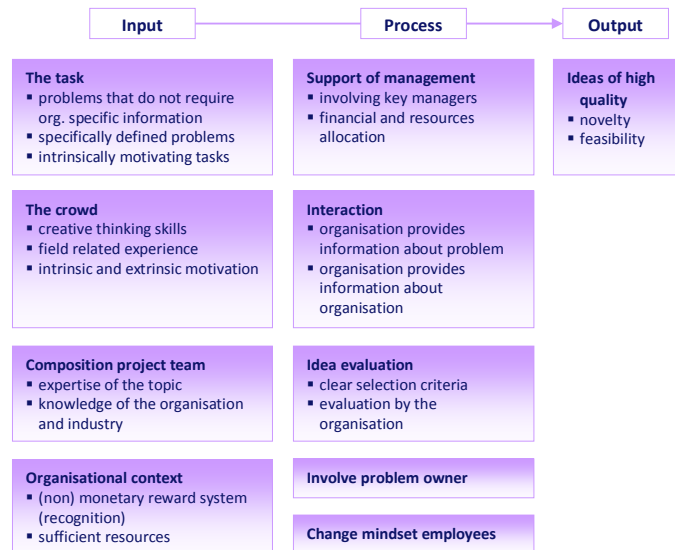 Input
Process
Output
The task
▪ problems that do not require
org. specific information
▪ specifically defined problems
▪ intrinsically motivating tasks
Support of management
▪ involving key managers
▪ financial and resources
allocation
Ideas of high
quality
▪ novelty
▪ feasibility
The crowd
▪ creative thinking skills
▪ field related experience
▪ intrinsic and extrinsic motivation
Interaction
▪ organisation provides
information about problem
▪ organisation provides
information about
organisation
Composition project team
▪ expertise of the topic
▪ knowledge of the organisation
and industry
Idea evaluation
▪ clear selection criteria
▪ evaluation by the
organisation
Organisational context
▪ (non) monetary reward system
(recognition)
▪ sufficient resources
Involve problem owner
Change mindset employees